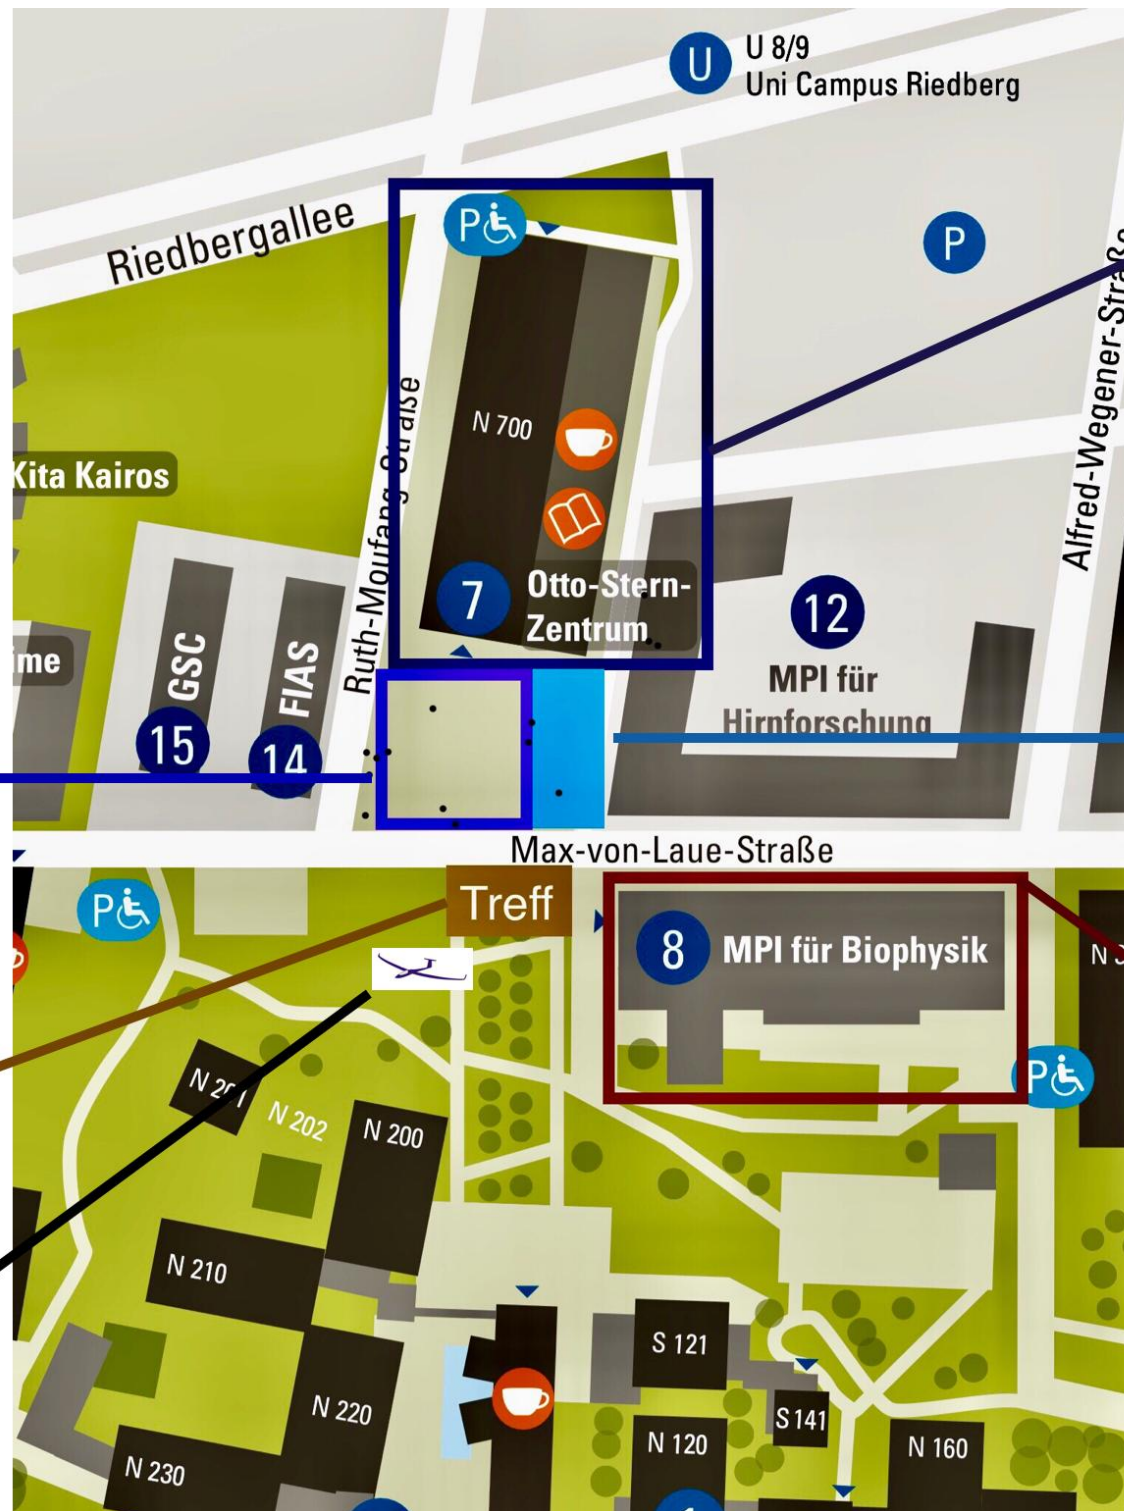 U
U 8/9
Uni Campus Riedberg
P
Riedbergallee
P
Alfred-Wegener-Straße
N 700
Ruth-Moufang-Straße
Kita Kairos
7
Otto-Stern-
Zentrum
12
MPI für
Hirnforschung
GSC
FIAS
15
14
Max-von-Laue-Straße
P
Treff
8
MPI für Biophysik
P
N 201
N 202
N 200
N 210
S 121
N 220
S 141
N 120
N 160
N 230